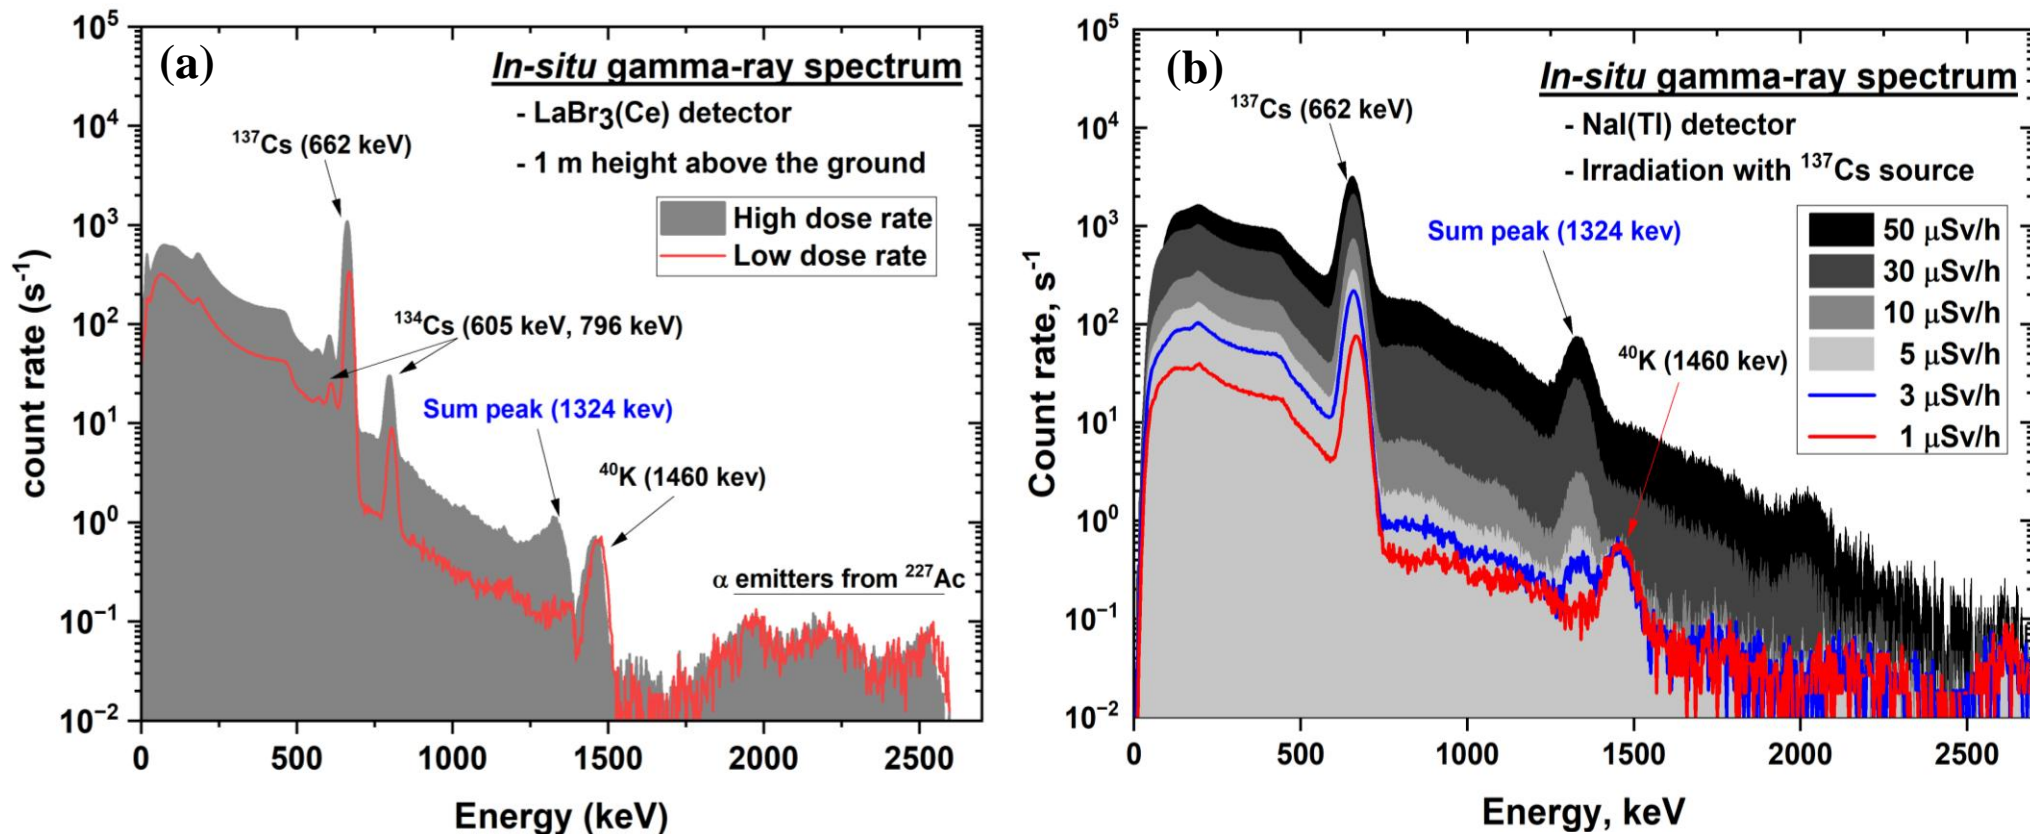 (a)
In-situ gamma-ray spectrum
- LaBr3(Ce) detector
- 1 m height above the ground
High dose rate
Low dose rate
137Cs (662 keV)
134Cs (605 keV, 796 keV)
Sum peak (1324 kev)
40K (1460 kev)
α emitters from 227Ac
count rate (s-1)
105
104
103
102
101
100
10-1
10-2
0
500
1000
1500
2000
2500
Energy (keV)
(b)
In-situ gamma-ray spectrum
- NaI(Tl) detector
- Irradiation with 137Cs source
137Cs (662 keV)
Sum peak (1324 kev)
40K (1460 kev)
50 μSv/h
30 μSv/h
10 μSv/h
5 μSv/h
3 μSv/h
1 μSv/h
Count rate, s-1
105
104
103
102
101
100
10-1
10-2
0
500
1000
1500
2000
2500
Energy, keV